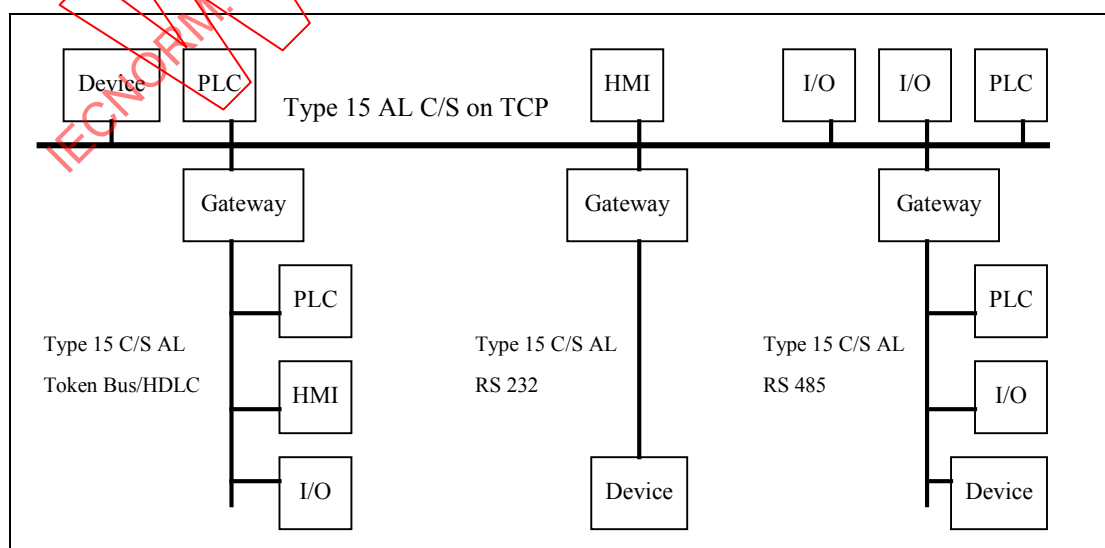 Device
PLC
HMI
I/O
I/O
PLC
Type 15 AL C/S on TCP
IECNORM.
Gateway
Gateway
Gateway
PLC
HMI
I/O
Type 15 C/S AL
Token Bus/HDLC
Type 15 C/S AL
RS 232
Device
Type 15 C/S AL
RS 485
PLC
I/O
Device